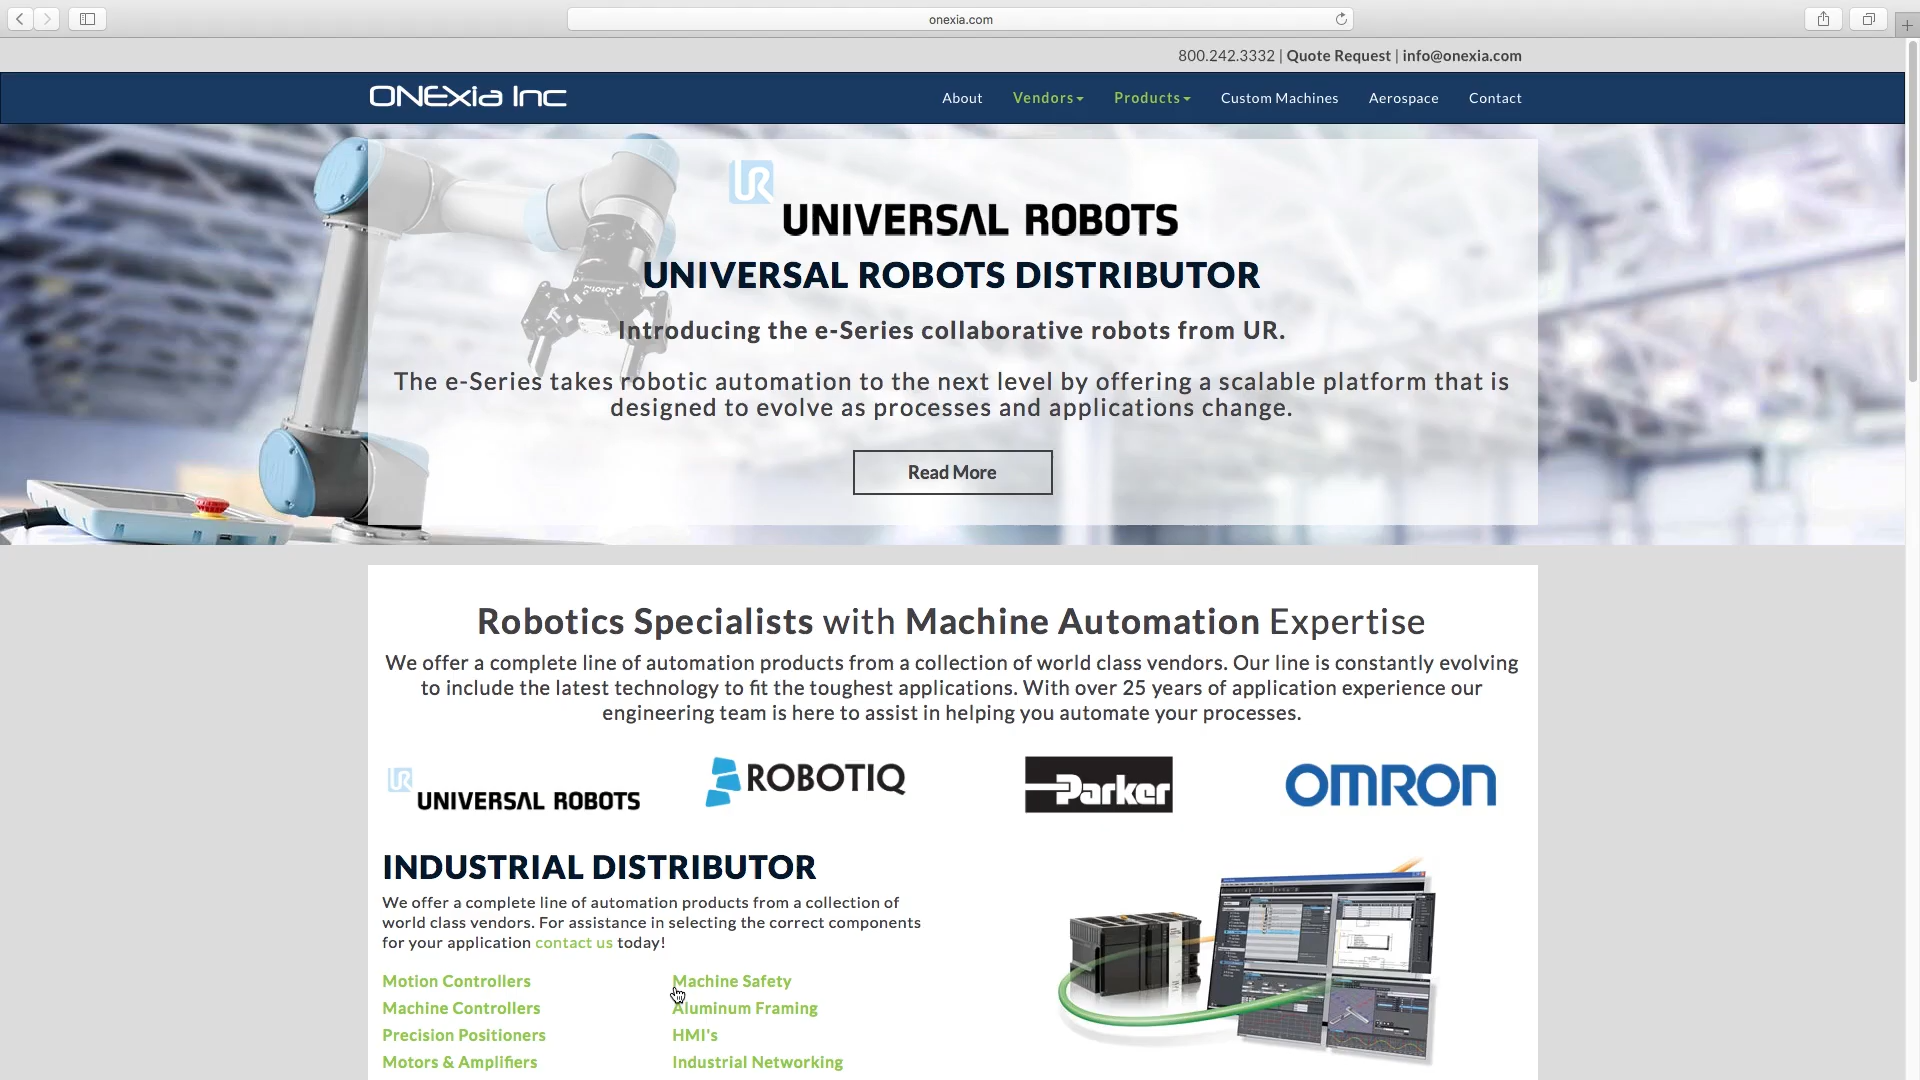 onexia.com
800.242.3332 | Quote Request | info@onexia.com
ONExia Inc
About
Vendors
Products
Custom Machines
Aerospace
Contact
UR
UNIVERSAL ROBOTS
UNIVERSAL ROBOTS DISTRIBUTOR
Introducing the e-Series collaborative robots from UR.
The e-Series takes robotic automation to the next level by offering a scalable platform that is
designed to evolve as processes and applications change.
Read More
Robotics Specialists with Machine Automation Expertise
We offer a complete line of automation products from a collection of world class vendors. Our line is constantly evolving
to include the latest technology to fit the toughest applications. With over 25 years of application experience our
engineering team is here to assist in helping you automate your processes.
UR
UNIVERSAL ROBOTS
ROBOTIQ
Parker
OMRON
INDUSTRIAL DISTRIBUTOR
We offer a complete line of automation products from a collection of
world class vendors. For assistance in selecting the correct components
for your application contact us today!
Motion Controllers
Machine Safety
Machine Controllers
Aluminum Framing
Precision Positioners
HMI's
Motors & Amplifiers
Industrial Networking